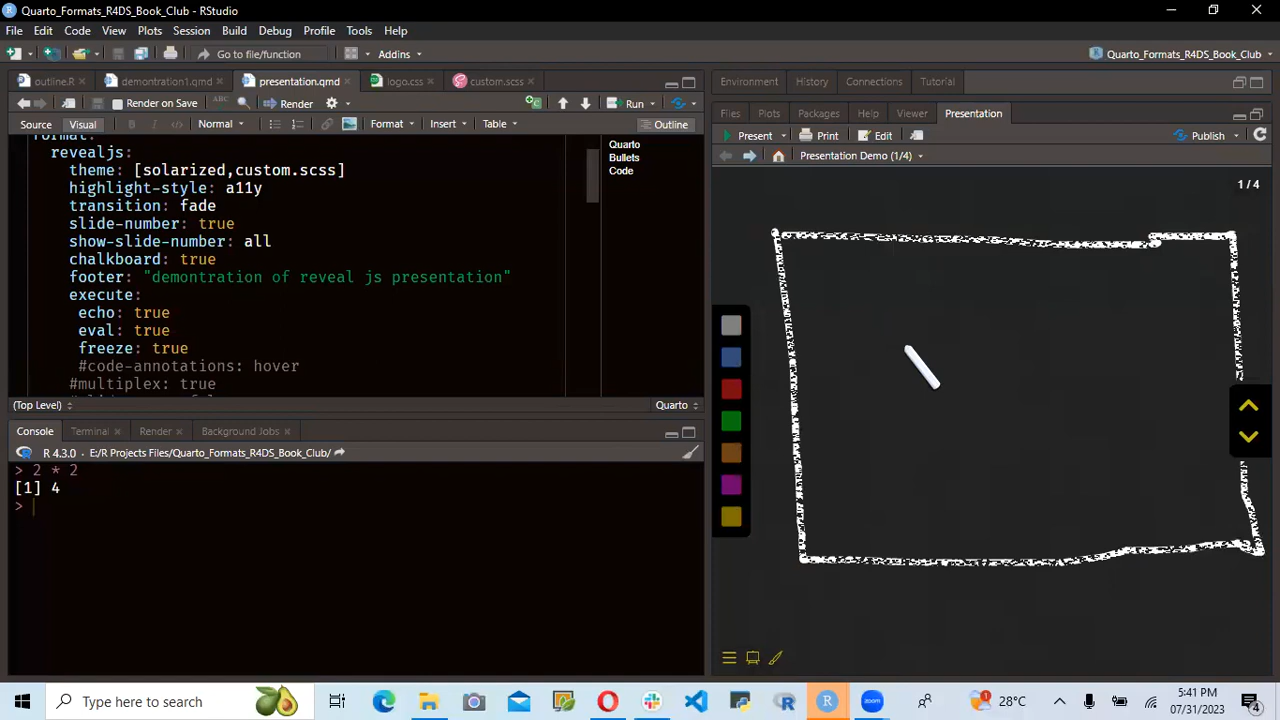 Quarto_Formats_R4DS_Book_Club - RStudio
File Edit Code View Plots Session Build Debug Profile Tools Help
Go to file/function Addins Quarto_Formats_R4DS_Book_Club
outline.R demontration1.qmd presentation.qmd logo.css custom.scss
Render on Save ABC Render Run
Source Visual B I Normal Format Insert Table Outline
format:
revealjs:
theme: [solarized,custom.scss]
highlight-style: a11y
transition: fade
slide-number: true
show-slide-number: all
chalkboard: true
footer: "demontration of reveal js presentation"
execute:
echo: true
eval: true
freeze: true
#code-annotations: hover
#multiplex: true
Quarto
Bullets
Code
(Top Level) Quarto
Console Terminal Render Background Jobs
R 4.3.0 · E:/R Projects Files/Quarto_Formats_R4DS_Book_Club/
> 2 * 2
[1] 4
>
Environment History Connections Tutorial
Files Plots Packages Help Viewer Presentation
Present Print Edit Publish
Presentation Demo (1/4)
1/4
Type here to search
zoom
1
28°C
5:41 PM
07/31/2023
4